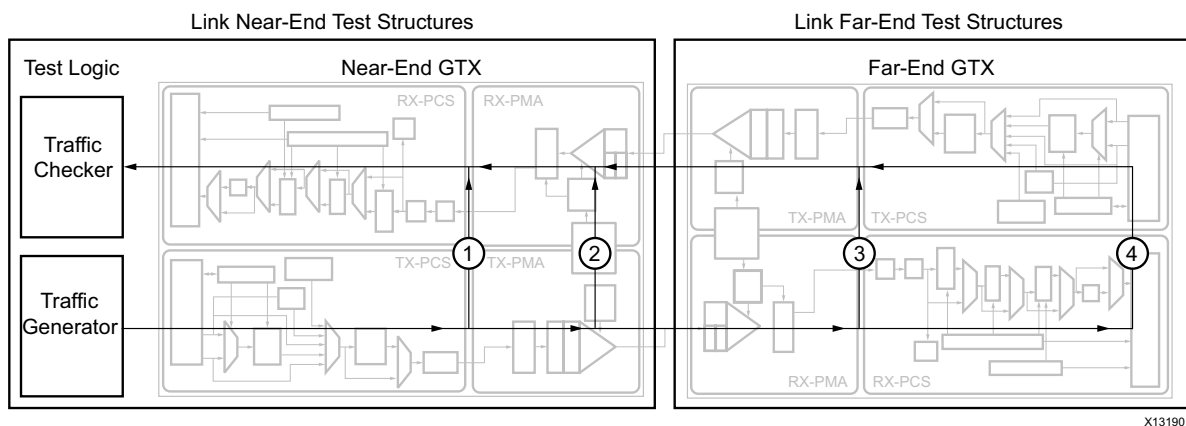 Link Near-End Test Structures
Link Far-End Test Structures
Test Logic
Near-End GTX
Far-End GTX
RX-PCS
RX-PMA
Traffic
Checker
TX-PMA
TX-PCS
1
2
3
4
TX-PCS
TX-PMA
Traffic
Generator
RX-PMA
RX-PCS
X13190